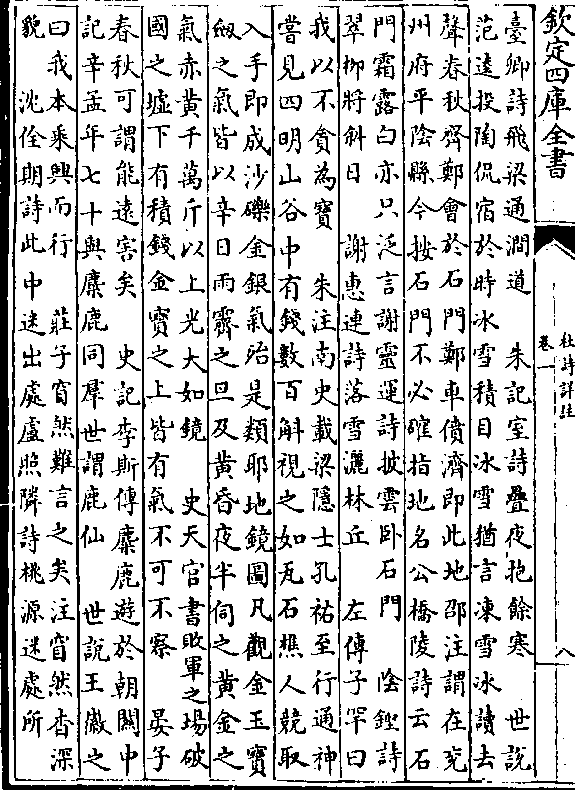 欽定四庫全書
杜詩詳註
卷一
八
臺卿詩飛梁通澗道　朱記室詩疊夜抱餘寒　世說
范逵投陶侃宿於時冰雪積目冰雪猶言凍雪冰讀去
聲春秋齊鄭會於石門鄭車僨濟即此地邵注謂在兖
州府平陰縣今按石門不必確指地名公橋陵詩云石
門霜露白亦只泛言謝靈運詩披雲卧石門　陰鏗詩
翠柳將斜日　謝惠連詩落雪灑林丘　左傳子罕曰
我以不貪為寶　朱注南史載梁隱士孔祐至行通神
嘗見四明山谷中有錢數百斛視之如瓦石樵人競取
入手即成沙礫金銀氣殆是類耶地鏡圖凡觀金玉寶
劔之氣皆以辛日雨霽之旦及黄昏夜半伺之黄金之
氣赤黄千萬斤以上光大如鏡　史天官書敗軍之場破
國之墟下有積錢金寶之上皆有氣不可不察　晏子
春秋可謂能遠害矣　史記李斯傳麋鹿遊於朝關中
記辛孟年七十與麋鹿同羣世謂鹿仙　世說王徽之
曰我本乘興而行　莊子窅然難言之矣注窅然杳深
貌　沈佺期詩此中迷出處盧照隣詩桃源迷處所